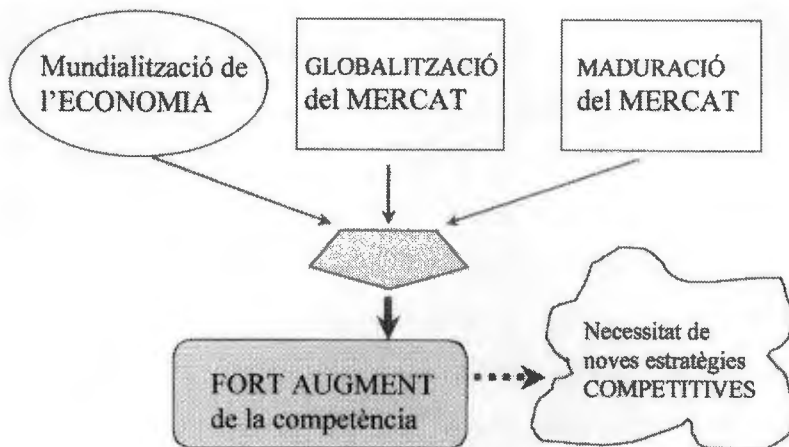 Mundialització de
l'ECONOMIA
GLOBALITZACIÓ
del MERCAT
MADURACIÓ
del MERCAT
FORT AUGMENT
de la competència
Necessitat de
noves estratègies
COMPETITIVES